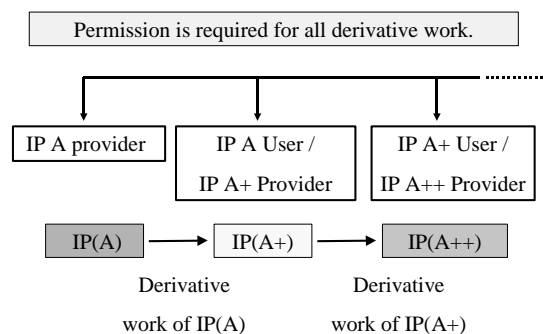 Permission is required for all derivative work.
IP A provider
IP A User /
IP A+ Provider
IP A+ User /
IP A++ Provider
IP(A)
IP(A+)
IP(A++)
Derivative
work of IP(A)
Derivative
work of IP(A+)